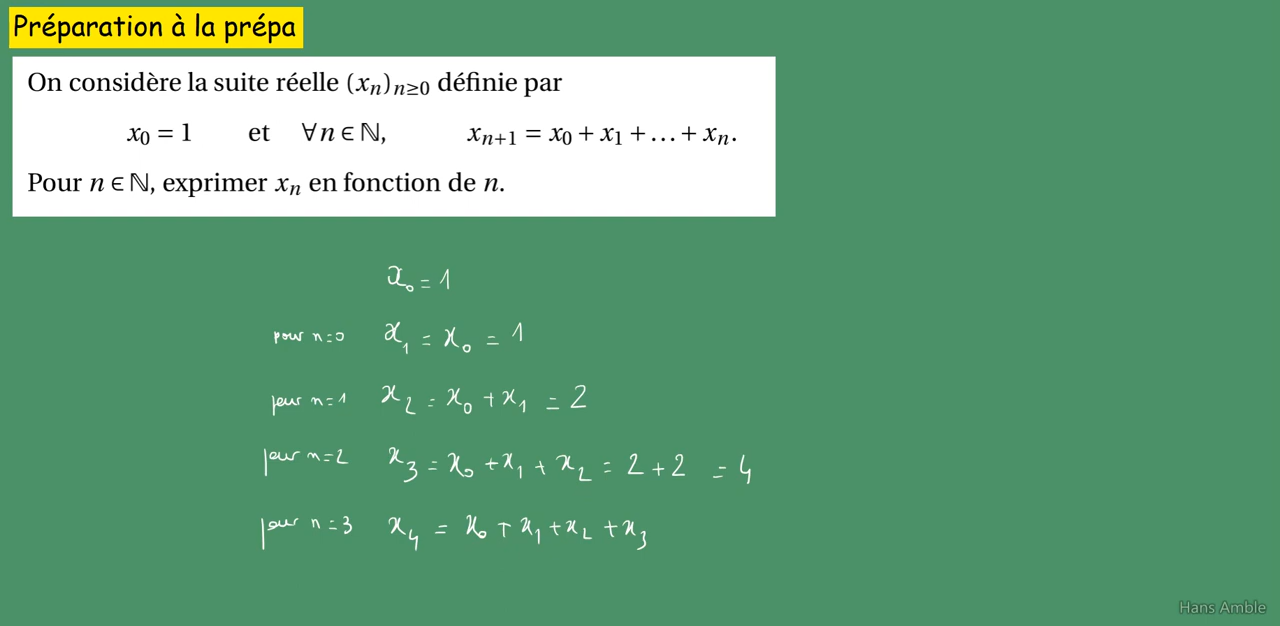 Préparation à la prépa
On considère la suite réelle (xₙ)ₙ≥₀ définie par
x₀ = 1 et ∀n ∈ ℕ, xₙ₊₁ = x₀ + x₁ + … + xₙ.
Pour n ∈ ℕ, exprimer xₙ en fonction de n.
x₀ = 1
pour n=0 x₁ = x₀ = 1
pour n=1 x₂ = x₀ + x₁ = 2
pour n=2 x₃ = x₀ + x₁ + x₂ = 2 + 2 = 4
pour n=3 x₄ = x₀ + x₁ + x₂ + x₃
Hans Amble